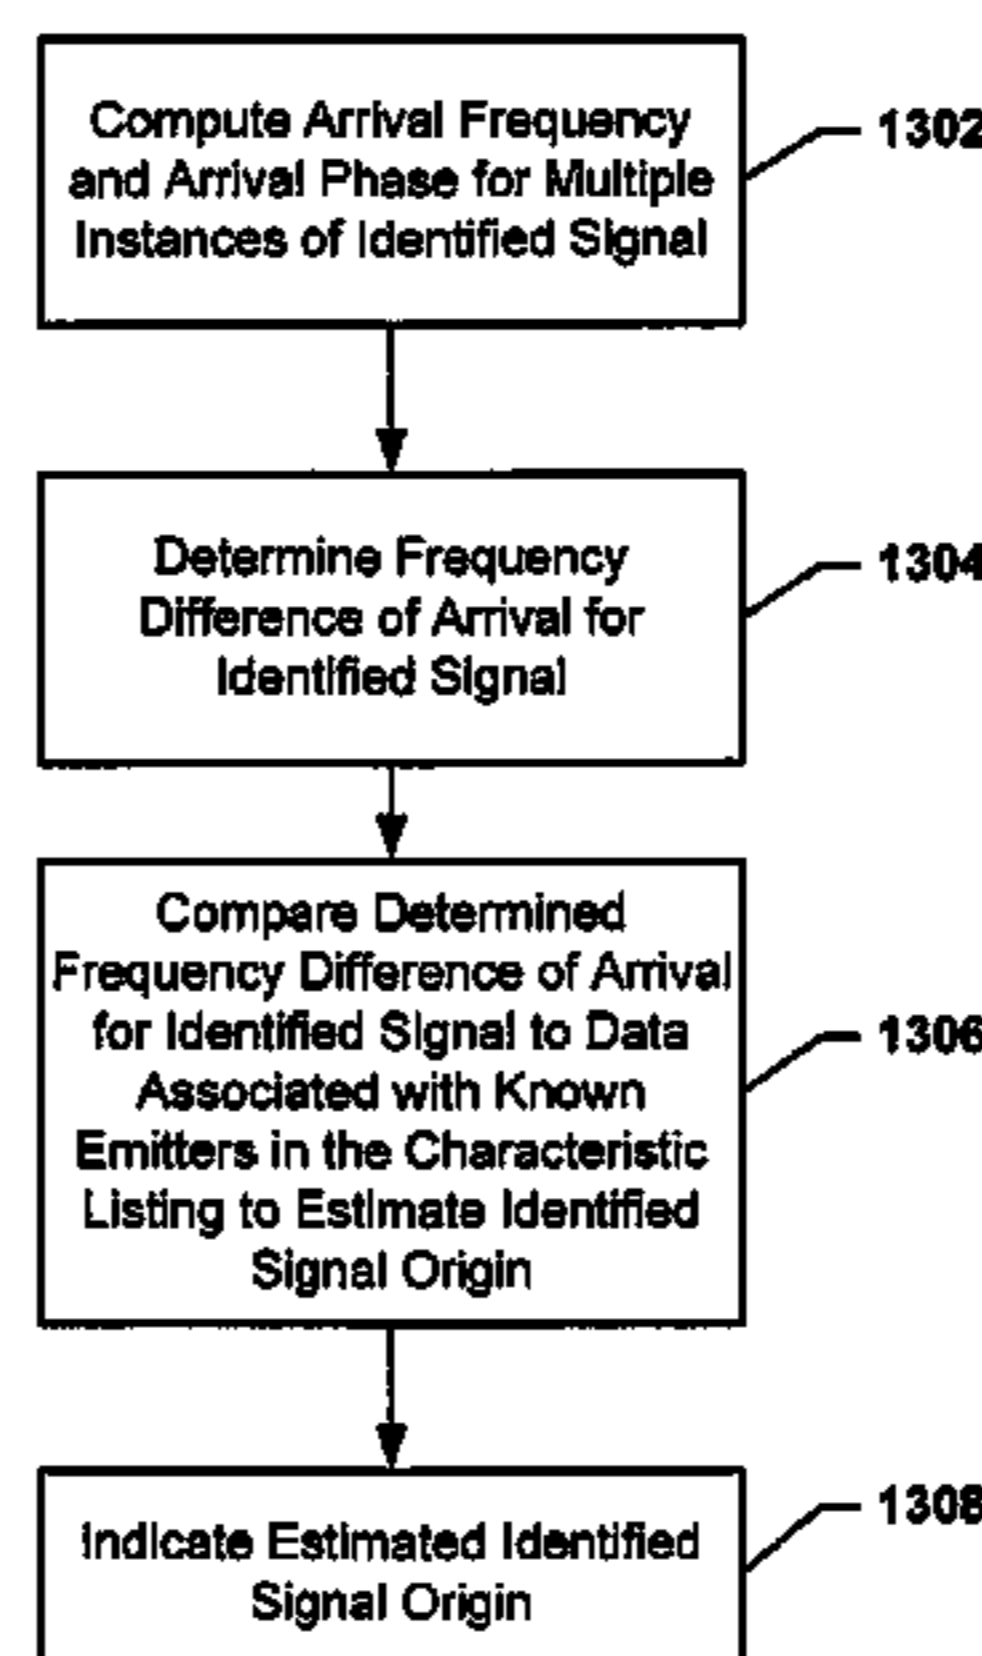 Compute Arrival Frequency
and Arrival Phase for Multiple
Instances of Identified Signal
1302
Determine Frequency
Difference of Arrival for
Identified Signal
1304
Compare Determined
Frequency Difference of Arrival
for Identified Signal to Data
Associated with Known
Emitters in the Characteristic
Listing to Estimate Identified
Signal Origin
1306
Indicate Estimated Identified
Signal Origin
1308